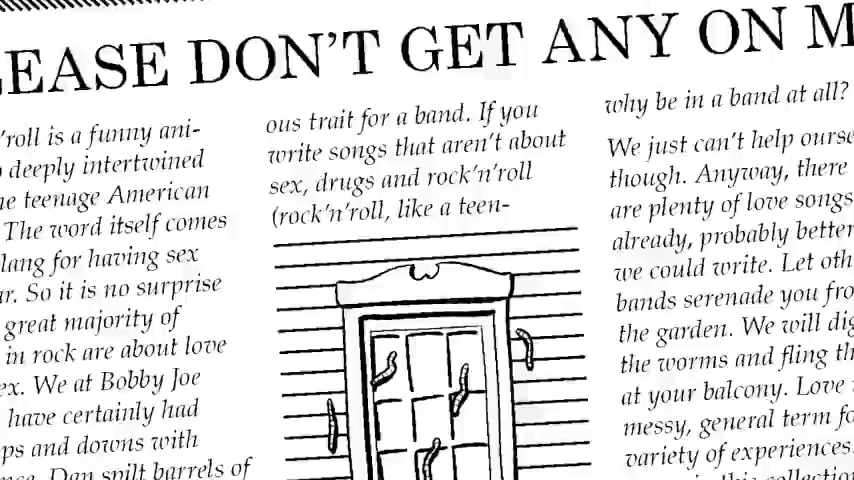 LEASE DON'T GET ANY ON M
'roll is a funny ani-
deeply intertwined
teenage American
The word itself comes
lang for having sex
ar. So it is no surprise
great majority of
in rock are about love
ex. We at Bobby Joe
have certainly had
ps and downs with
Dan spilt barrels of
ous trait for a band. If you
write songs that aren't about
sex, drugs and rock'n'roll
(rock'n'roll, like a teen-
why be in a band at all?
We just can't help ourse
though. Anyway, there
are plenty of love songs
already, probably better
we could write. Let oth
bands serenade you fro
the garden. We will dig
the worms and fling th
at your balcony. Love
messy, general term fo
variety of experiences.
in this collection